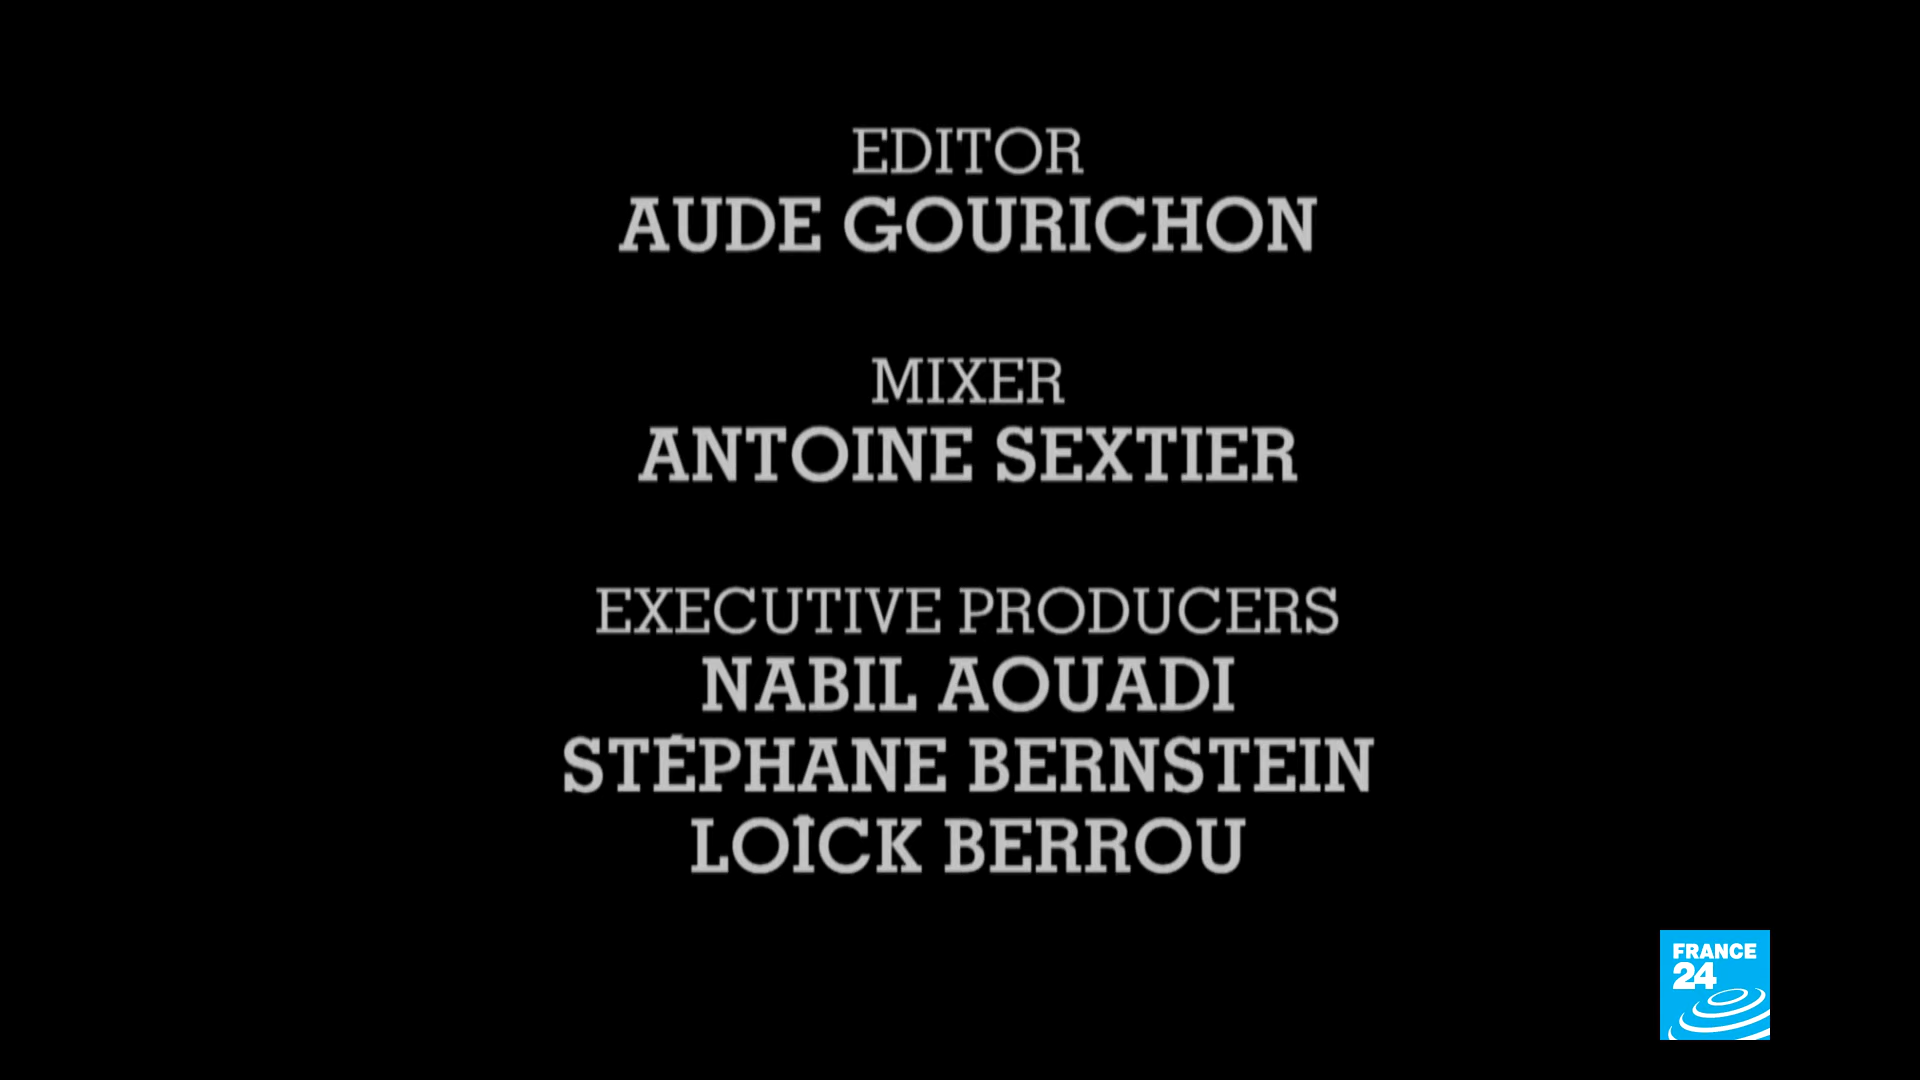 EDITOR
AUDE GOURICHON
MIXER
ANTOINE SEXTIER
EXECUTIVE PRODUCERS
NABIL AOUADI
STÉPHANE BERNSTEIN
LOÏCK BERROU
FRANCE
24